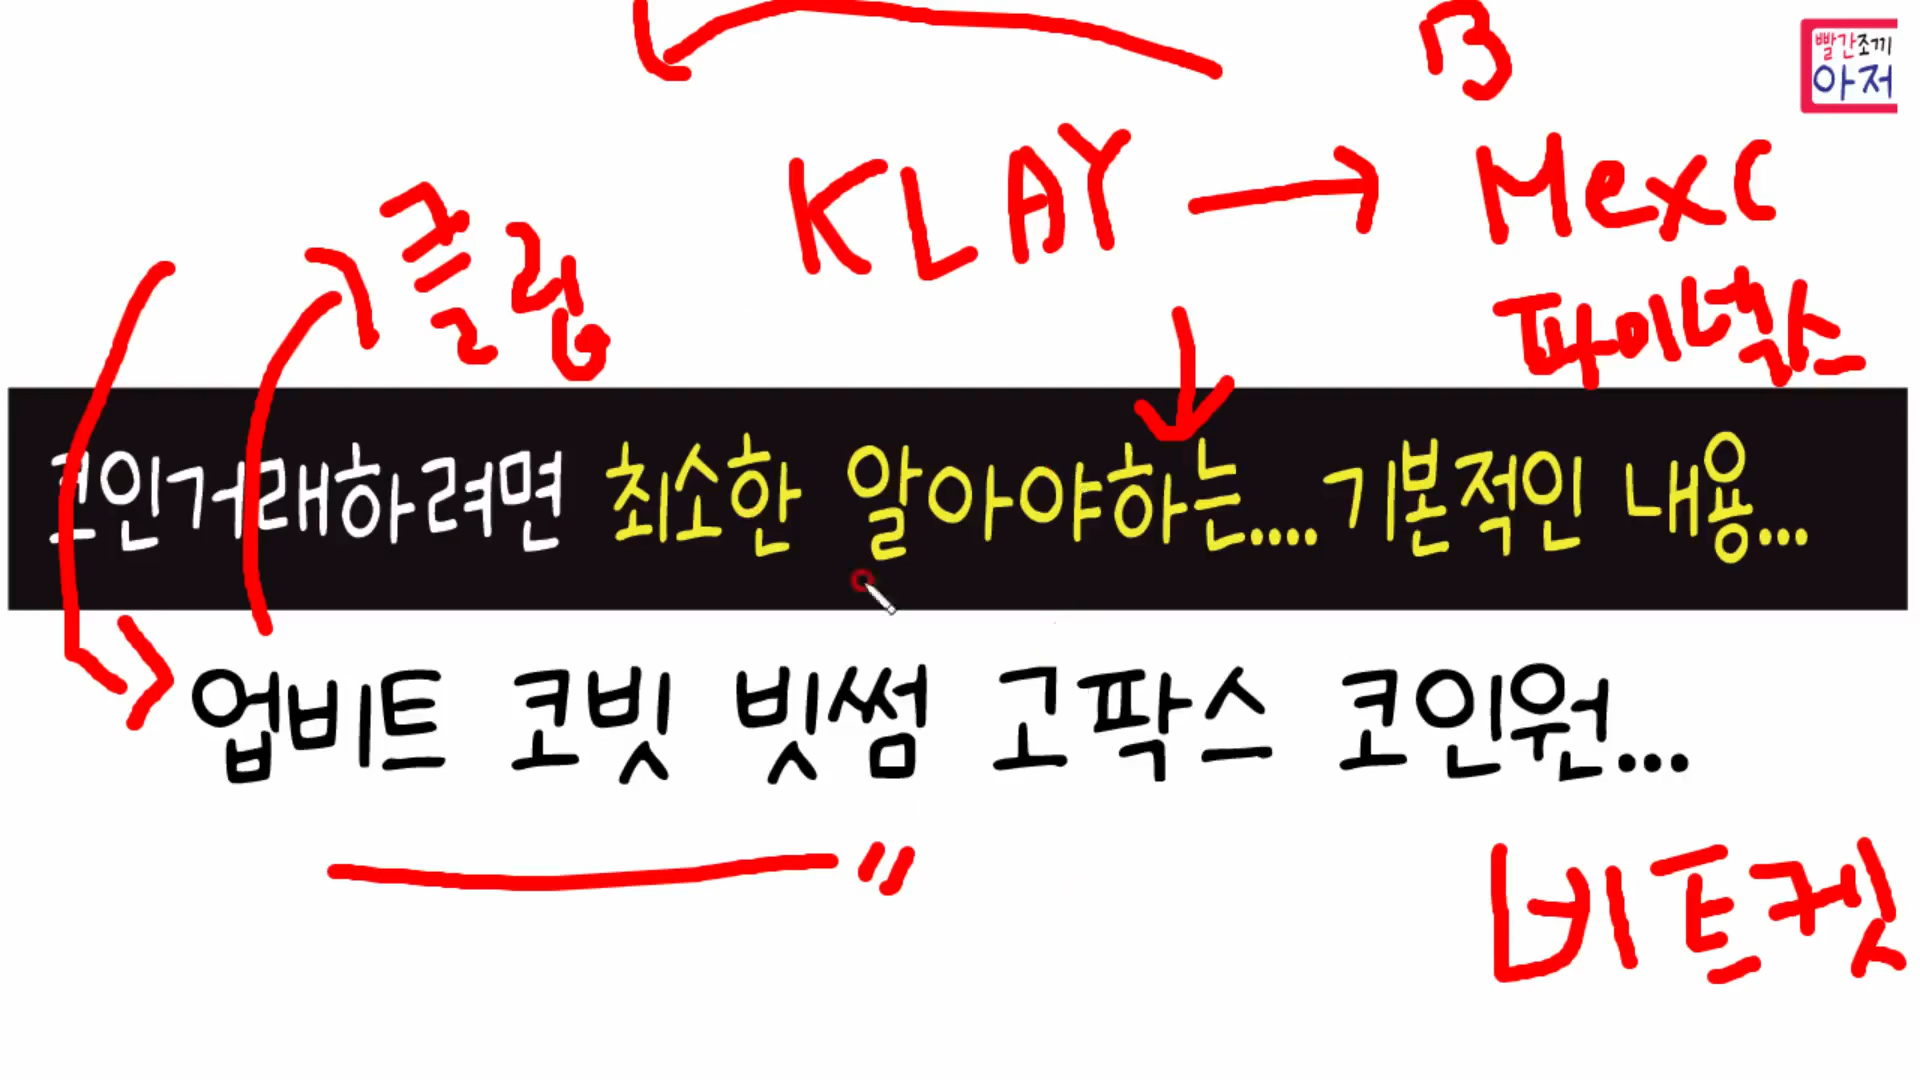 B
빨간조끼
아저
KLAY → Mexc
클립
파이넥스
코인거래하려면 최소한 알아야하는....기본적인 내용...
업비트 코빗 빗썸 고팍스 코인원...
비트겟